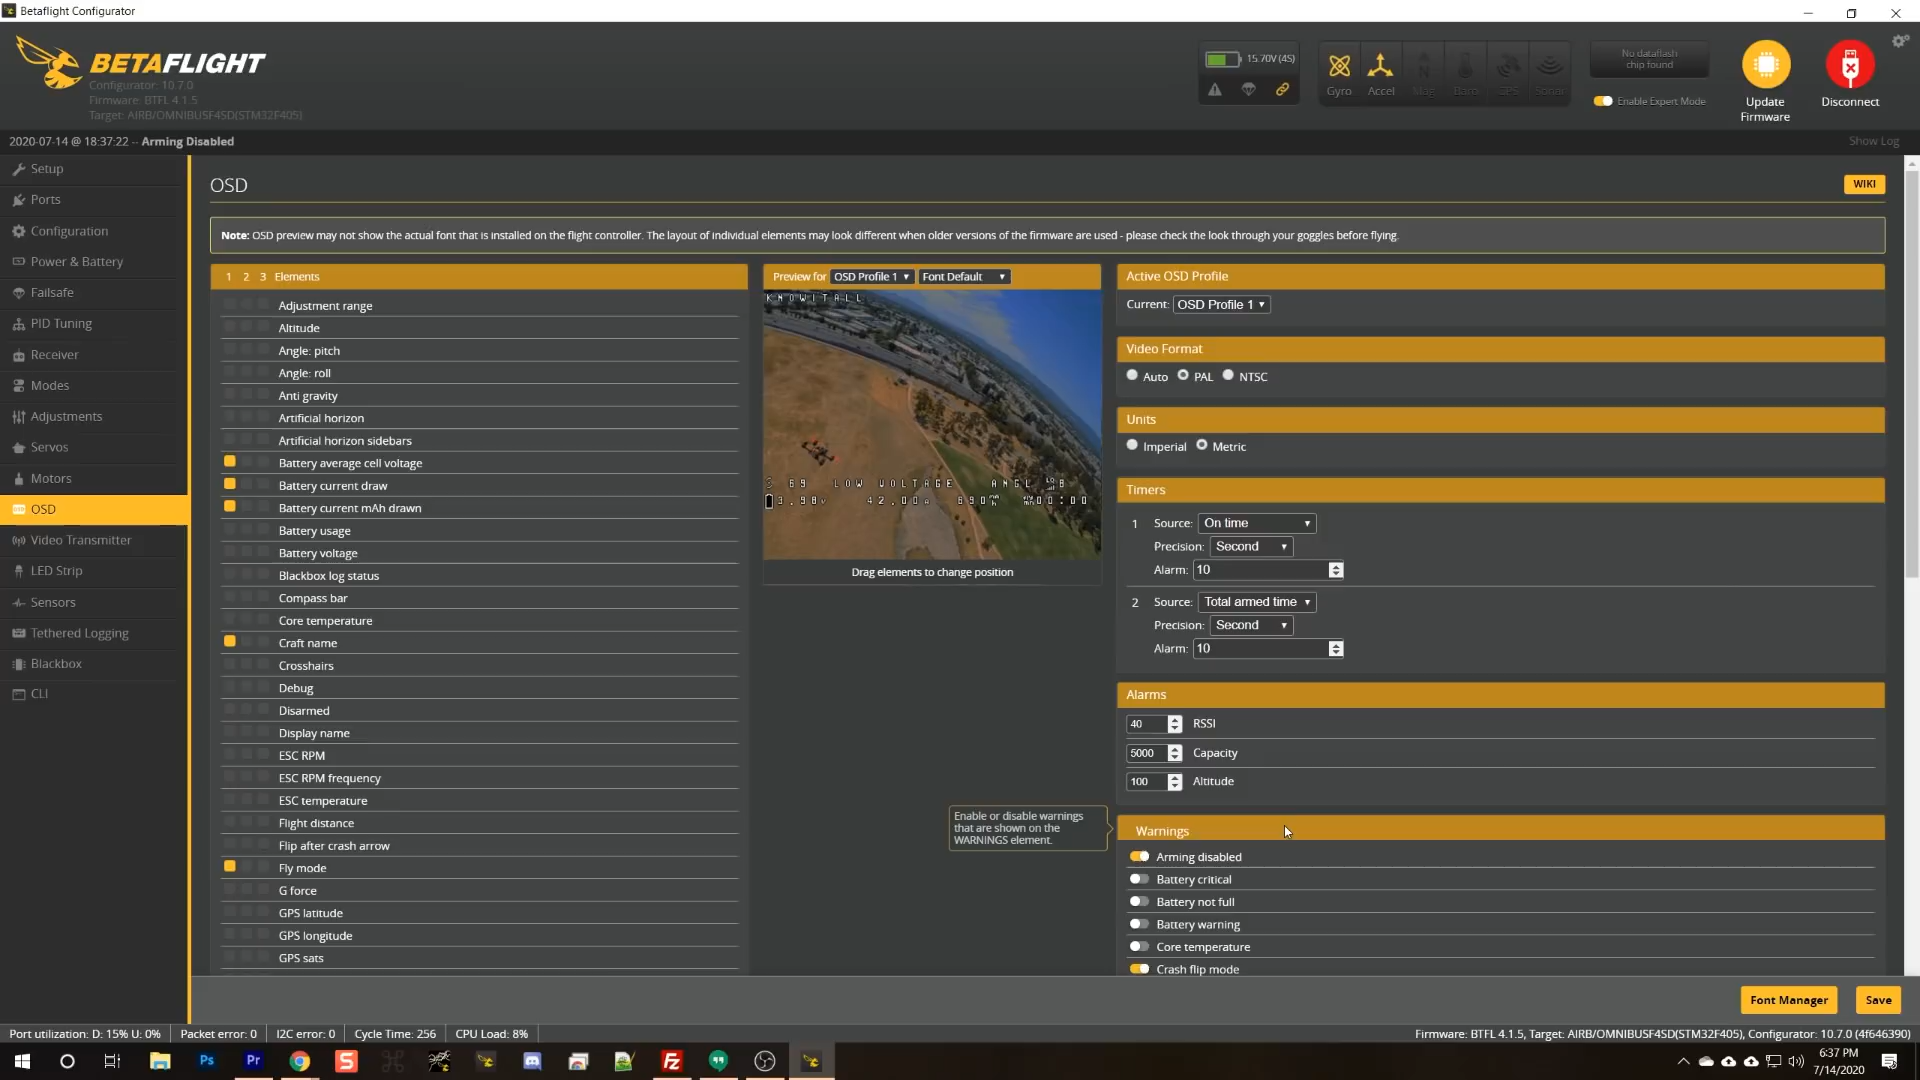 Betaflight Configurator
BETAFLIGHT
Configurator: 10.7.0
Firmware: BTFL 4.1.5
Target: AIRB/OMNIBUSF4SD(STM32F405)
15.70V (4S)
Gyro
Accel
Mag
Baro
GPS
Sonar
No dataflash
chip found
Enable Expert Mode
Update
Firmware
Disconnect
2020-07-14 @ 18:37:22 -- Arming Disabled
Show Log
Setup
Ports
Configuration
Power & Battery
Failsafe
PID Tuning
Receiver
Modes
Adjustments
Servos
Motors
OSD
Video Transmitter
LED Strip
Sensors
Tethered Logging
Blackbox
CLI
OSD
WIKI
Note: OSD preview may not show the actual font that is installed on the flight controller. The layout of individual elements may look different when older versions of the firmware are used - please check the look through your goggles before flying.
1 2 3 Elements
Adjustment range
Altitude
Angle: pitch
Angle: roll
Anti gravity
Artificial horizon
Artificial horizon sidebars
Battery average cell voltage
Battery current draw
Battery current mAh drawn
Battery usage
Battery voltage
Blackbox log status
Compass bar
Core temperature
Craft name
Crosshairs
Debug
Disarmed
Display name
ESC RPM
ESC RPM frequency
ESC temperature
Flight distance
Flip after crash arrow
Fly mode
G force
GPS latitude
GPS longitude
GPS sats
Preview for OSD Profile 1 Font Default
KNOWITALL
69 LOW VOLTAGE ANGL
3.98V 42.00A 690 00:00
Drag elements to change position
Enable or disable warnings
that are shown on the
WARNINGS element.
Active OSD Profile
Current: OSD Profile 1
Video Format
Auto PAL NTSC
Units
Imperial Metric
Timers
1 Source: On time
Precision: Second
Alarm: 10
2 Source: Total armed time
Precision: Second
Alarm: 10
Alarms
40 RSSI
5000 Capacity
100 Altitude
Warnings
Arming disabled
Battery critical
Battery not full
Battery warning
Core temperature
Crash flip mode
Font Manager
Save
Port utilization: D: 15% U: 0%
Packet error: 0
I2C error: 0
Cycle Time: 256
CPU Load: 8%
Firmware: BTFL 4.1.5, Target: AIRB/OMNIBUSF4SD(STM32F405), Configurator: 10.7.0 (4f646390)
Ps
Pr
S
Fz
6:37 PM
7/14/2020